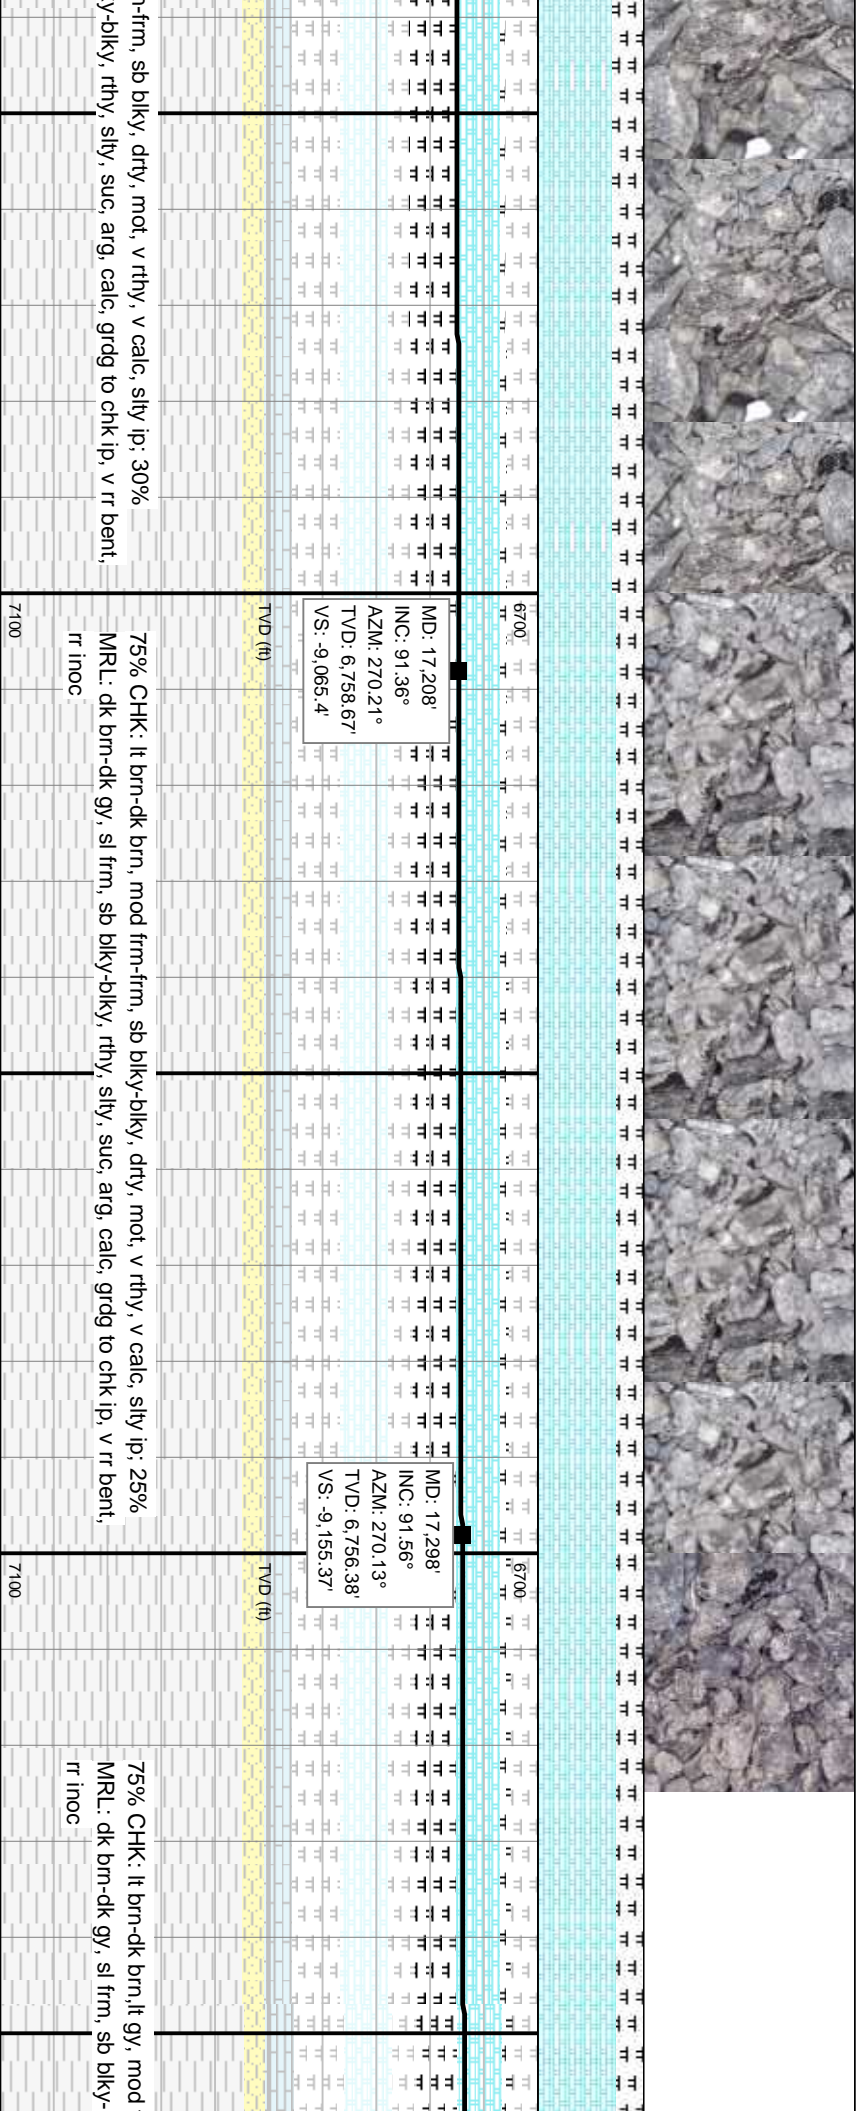 n-frm, sb blky, drty, mot, v rthy, v calc, slty ip; 30%
y-blky, rthy, slty, suc, arg, calc, grdg to chk ip, v rr bent,
6700
TVD (ft)
7100
MD: 17,208'
INC: 91.36°
AZM: 270.21°
TVD: 6,758.67'
VS: -9,065.4'
75% CHK: lt brn-dk brn, mod frm-frm, sb blky-blky, drty, mot, v rthy, v calc, slty ip; 25%
MRL: dk brn-dk gy, sl frm, sb blky-blky, rthy, slty, suc, arg, calc, grdg to chk ip, v rr bent,
rr inoc
MD: 17,298'
INC: 91.56°
AZM: 270.13°
TVD: 6,756.38'
VS: -9,155.37'
6700
TVD (ft)
7100
75% CHK: lt brn-dk brn,lt gy, mod
MRL: dk brn-dk gy, sl frm, sb blky-
rr inoc